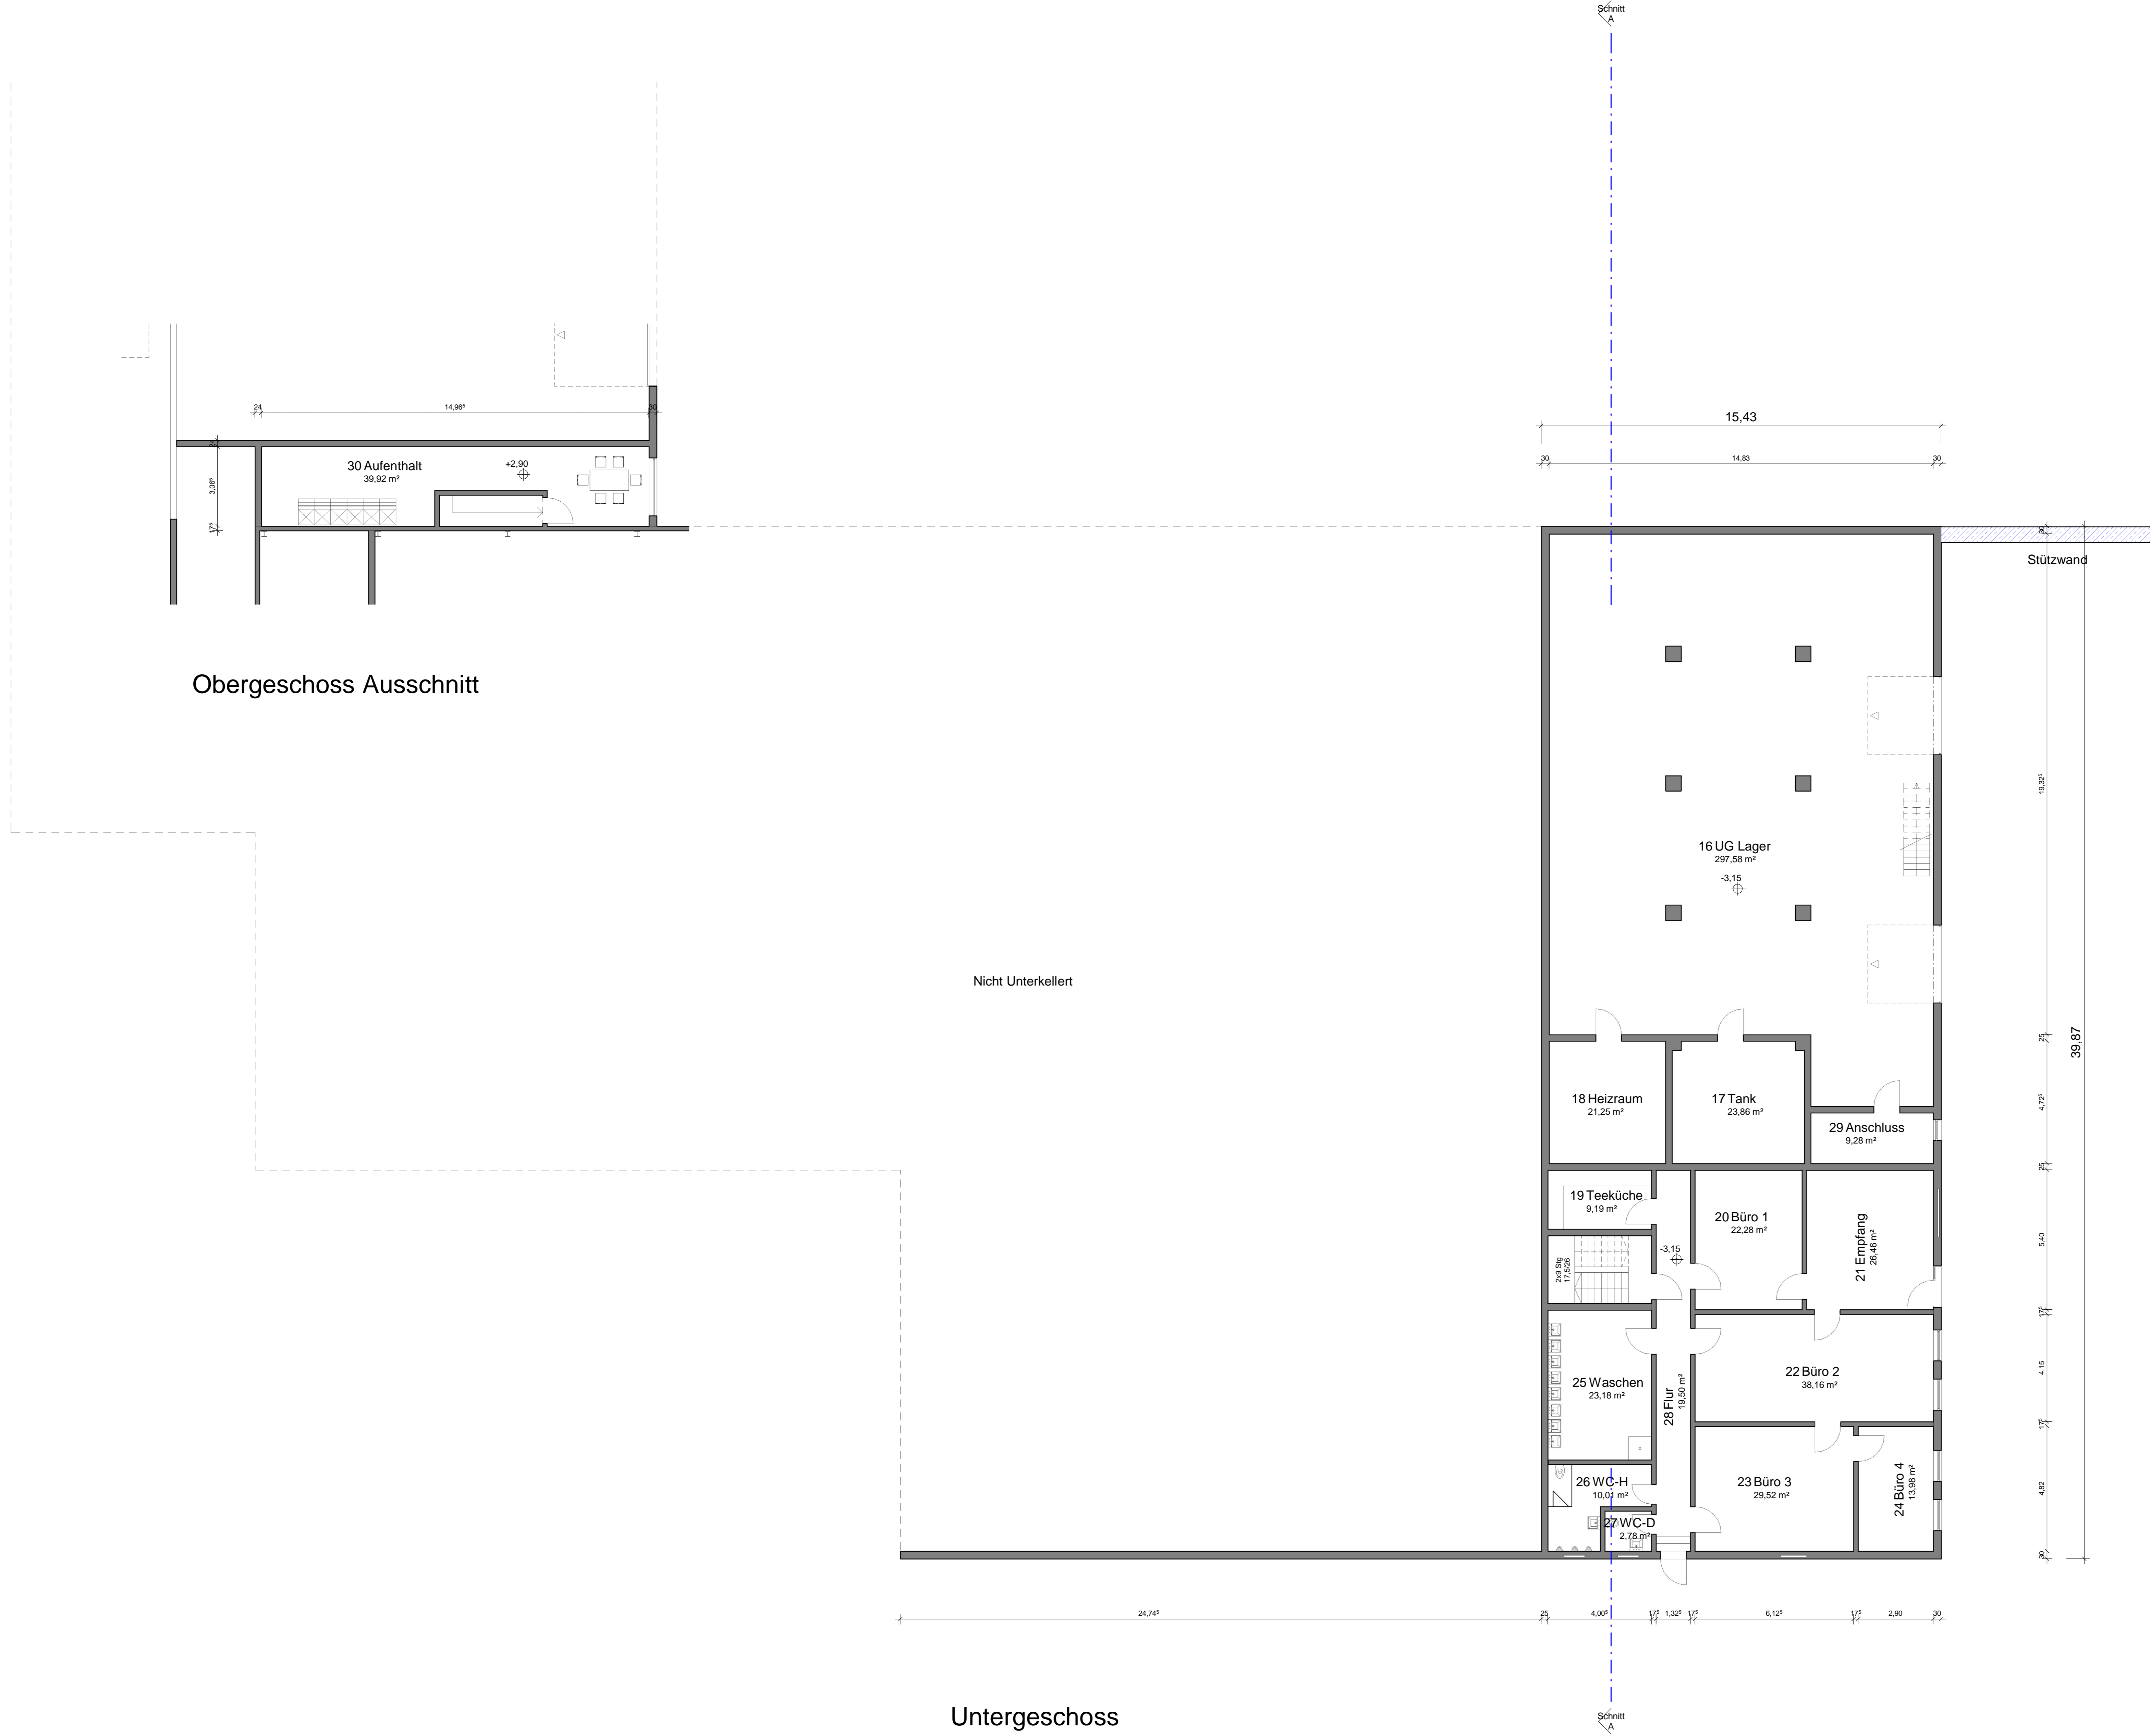 Schnitt
A
24
14,96⁵
30
24
3,06⁵
17⁵
30 Aufenthalt
39,92 m²
+2,90
Obergeschoss Ausschnitt
15,43
30
14,83
30
Stützwand
30
19,32⁵
25
4,72⁵
25
5,40
17⁵
4,15
17⁵
4,82
30
39,87
16 UG Lager
297,58 m²
-3,15
Nicht Unterkellert
18 Heizraum
21,25 m²
17 Tank
23,86 m²
29 Anschluss
9,28 m²
19 Teeküche
9,19 m²
20 Büro 1
22,28 m²
21 Empfang
26,46 m²
-3,15
2x9 Stg
17,5/26
25 Waschen
23,18 m²
28 Flur
19,50 m²
22 Büro 2
38,16 m²
26 WC-H
10,01 m²
27 WC-D
2,78 m²
23 Büro 3
29,52 m²
24 Büro 4
13,98 m²
24,74⁵
25
4,00⁵
17⁵
1,32⁵
17⁵
6,12⁵
17⁵
2,90
30
Untergeschoss
Schnitt
A